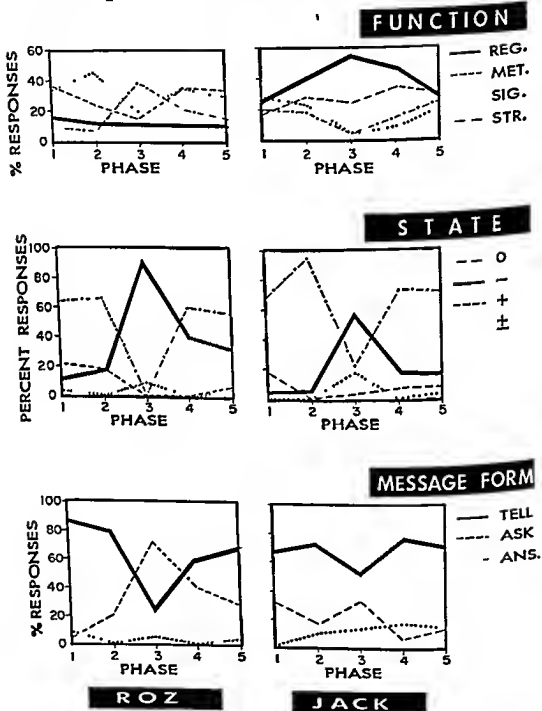 FUNCTION
REG.
MET.
SIG.
STR.
% RESPONSES
60
40
20
0
1 2 3 4 5
PHASE
1 2 3 4 5
PHASE
STATE
O
−
+
±
PERCENT RESPONSES
100
80
60
40
20
0
1 2 3 4 5
PHASE
1 2 3 4 5
PHASE
MESSAGE FORM
TELL
ASK
ANS.
% RESPONSES
100
80
60
40
20
0
1 2 3 4 5
PHASE
1 2 3 4 5
PHASE
ROZ
JACK